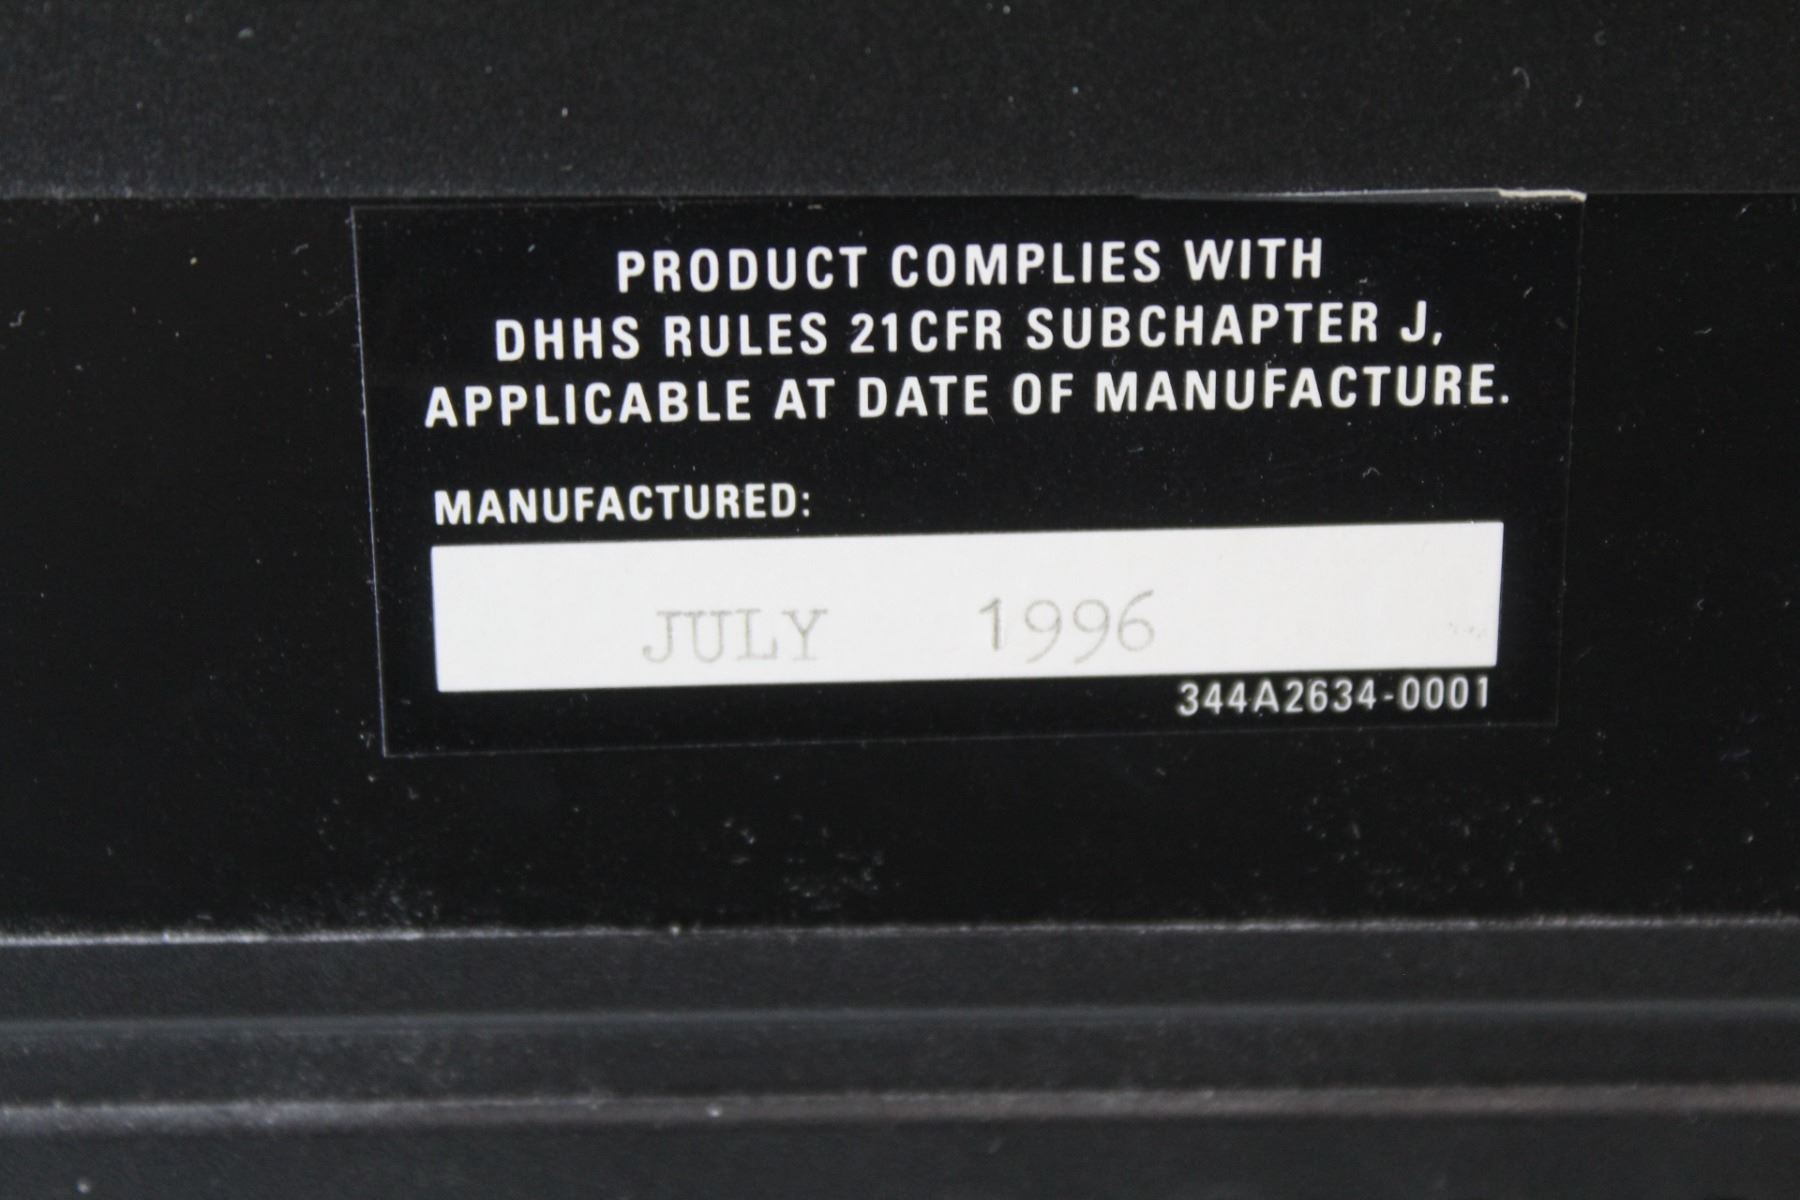 PRODUCT COMPLIES WITH
DHHS RULES 21CFR SUBCHAPTER J,
APPLICABLE AT DATE OF MANUFACTURE.
MANUFACTURED:
JULY 1996
344A2634-0001